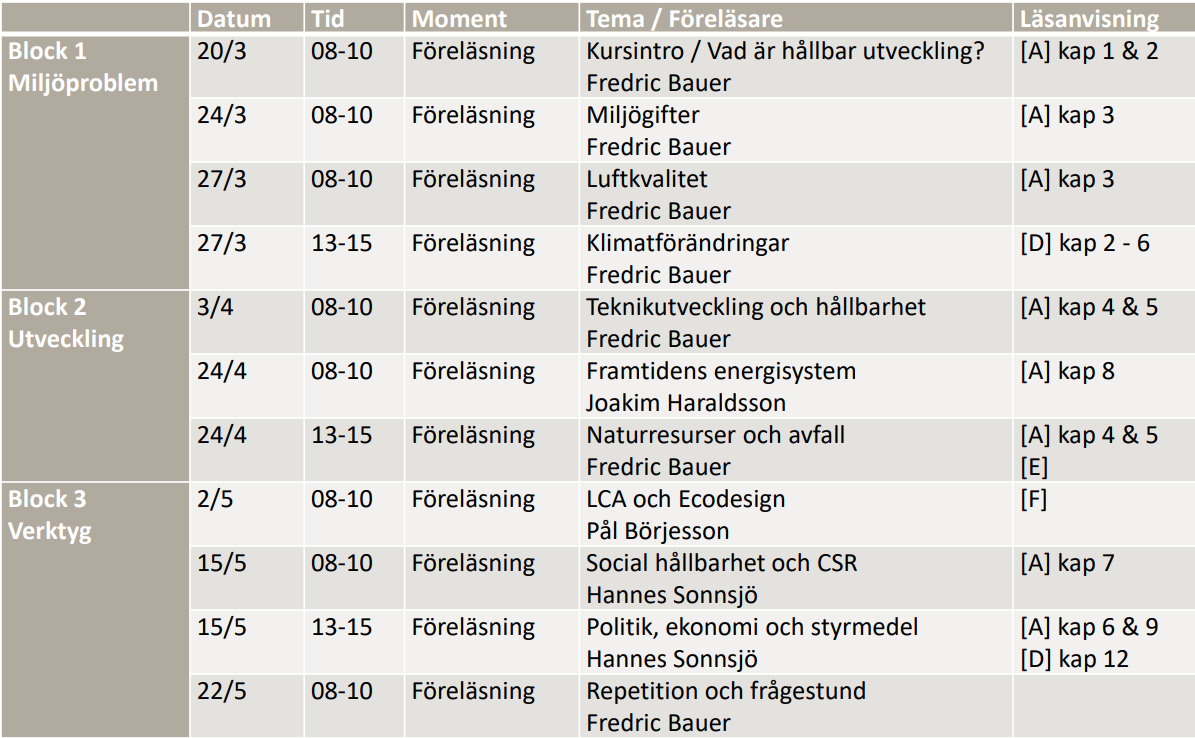 Datum Tid Moment Tema / Föreläsare Läsanvisning
Block 1 20/3 08-10 Föreläsning Kursintro / Vad är hållbar utveckling? [A] kap 1 & 2
Miljöproblem Fredric Bauer
24/3 08-10 Föreläsning Miljögifter [A] kap 3
Fredric Bauer
27/3 08-10 Föreläsning Luftkvalitet [A] kap 3
Fredric Bauer
27/3 13-15 Föreläsning Klimatförändringar [D] kap 2 - 6
Fredric Bauer
Block 2 3/4 08-10 Föreläsning Teknikutveckling och hållbarhet [A] kap 4 & 5
Utveckling Fredric Bauer
24/4 08-10 Föreläsning Framtidens energisystem [A] kap 8
Joakim Haraldsson
24/4 13-15 Föreläsning Naturresurser och avfall [A] kap 4 & 5
Fredric Bauer [E]
Block 3 2/5 08-10 Föreläsning LCA och Ecodesign [F]
Verktyg Pål Börjesson
15/5 08-10 Föreläsning Social hållbarhet och CSR [A] kap 7
Hannes Sonnsjö
15/5 13-15 Föreläsning Politik, ekonomi och styrmedel [A] kap 6 & 9
Hannes Sonnsjö [D] kap 12
22/5 08-10 Föreläsning Repetition och frågestund
Fredric Bauer